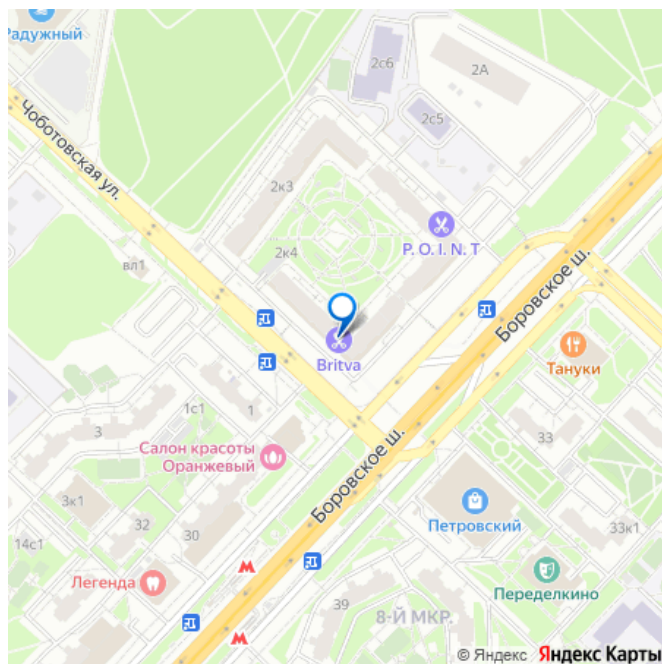 Радужный
Чоботовская ул.
2с6
2А
2с5
2к3
P. O. I. N. T
2к4
вл1
Боровское ш.
Britva
Тануки
1с1
1
3
Салон красоты
Оранжевый
33
Боровское ш.
3к1
32
30
14с1
Петровский
33к1
Легенда
Переделкино
39
8-Й МКР.
© Яндекс Яндекс Карты